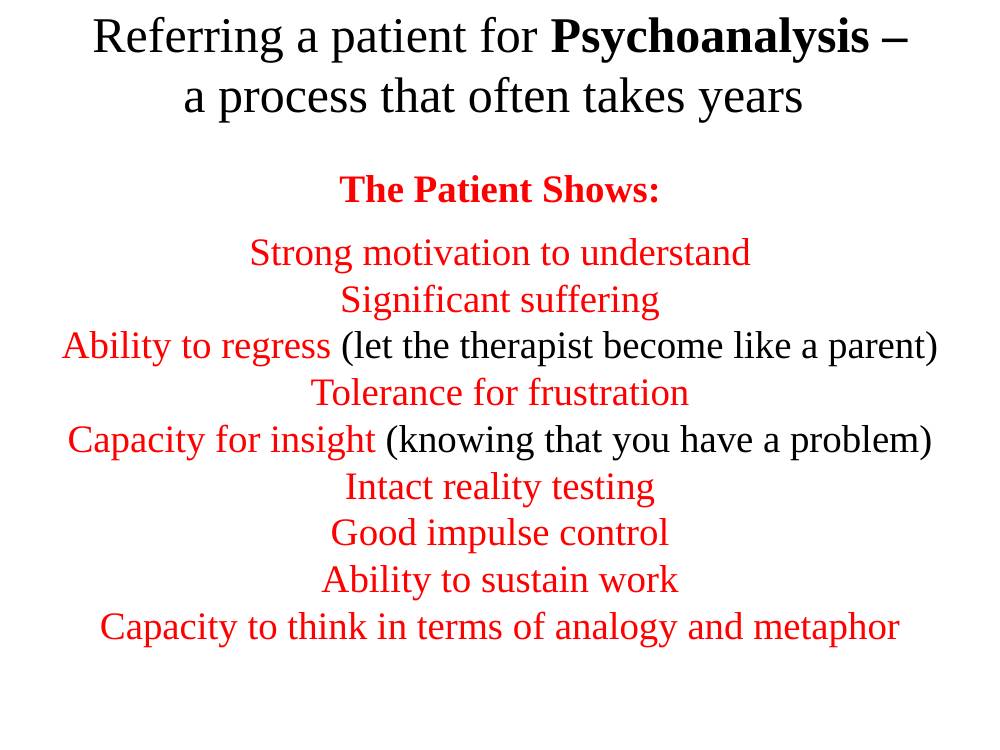 Referring a patient for Psychoanalysis –
a process that often takes years
The Patient Shows:
Strong motivation to understand
Significant suffering
Ability to regress (let the therapist become like a parent)
Tolerance for frustration
Capacity for insight (knowing that you have a problem)
Intact reality testing
Good impulse control
Ability to sustain work
Capacity to think in terms of analogy and metaphor